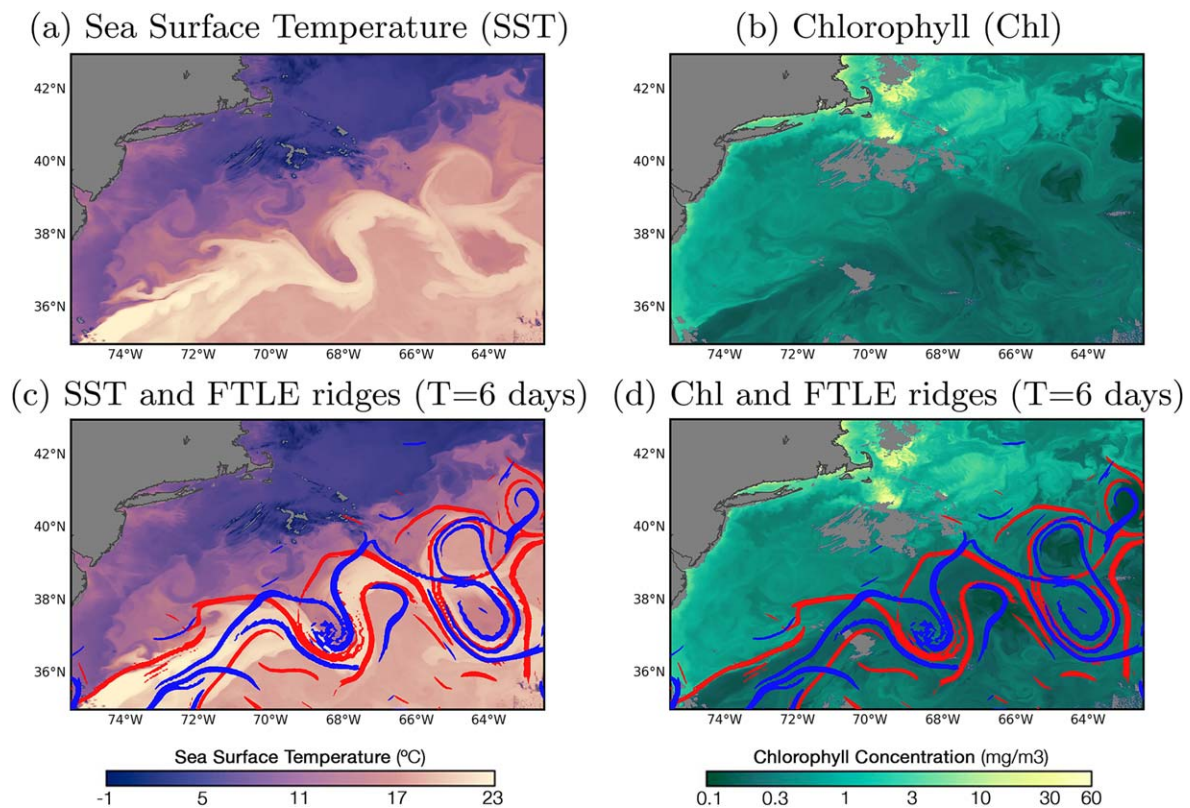 (a) Sea Surface Temperature (SST)
(b) Chlorophyll (Chl)
42°N
40°N
38°N
36°N
74°W 72°W 70°W 68°W 66°W 64°W
42°N
40°N
38°N
36°N
74°W 72°W 70°W 68°W 66°W 64°W
(c) SST and FTLE ridges (T=6 days)
(d) Chl and FTLE ridges (T=6 days)
42°N
40°N
38°N
36°N
74°W 72°W 70°W 68°W 66°W 64°W
42°N
40°N
38°N
36°N
74°W 72°W 70°W 68°W 66°W 64°W
Sea Surface Temperature (ºC)
-1 5 11 17 23
Chlorophyll Concentration (mg/m3)
0.1 0.3 1 3 10 30 60